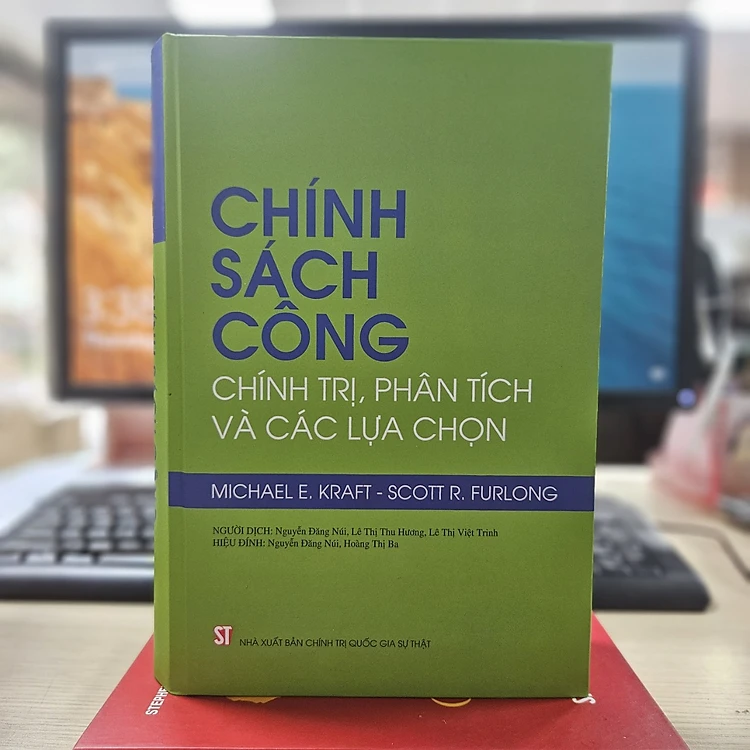 CHÍNH
SÁCH
CÔNG
CHÍNH TRỊ, PHÂN TÍCH
VÀ CÁC LỰA CHỌN
MICHAEL E. KRAFT - SCOTT R. FURLONG
NGƯỜI DỊCH: Nguyễn Đăng Núi, Lê Thị Thu Hương, Lê Thị Việt Trinh
HIỆU ĐÍNH: Nguyễn Đăng Núi, Hoàng Thị Ba
ST NHÀ XUẤT BẢN CHÍNH TRỊ QUỐC GIA SỰ THẬT